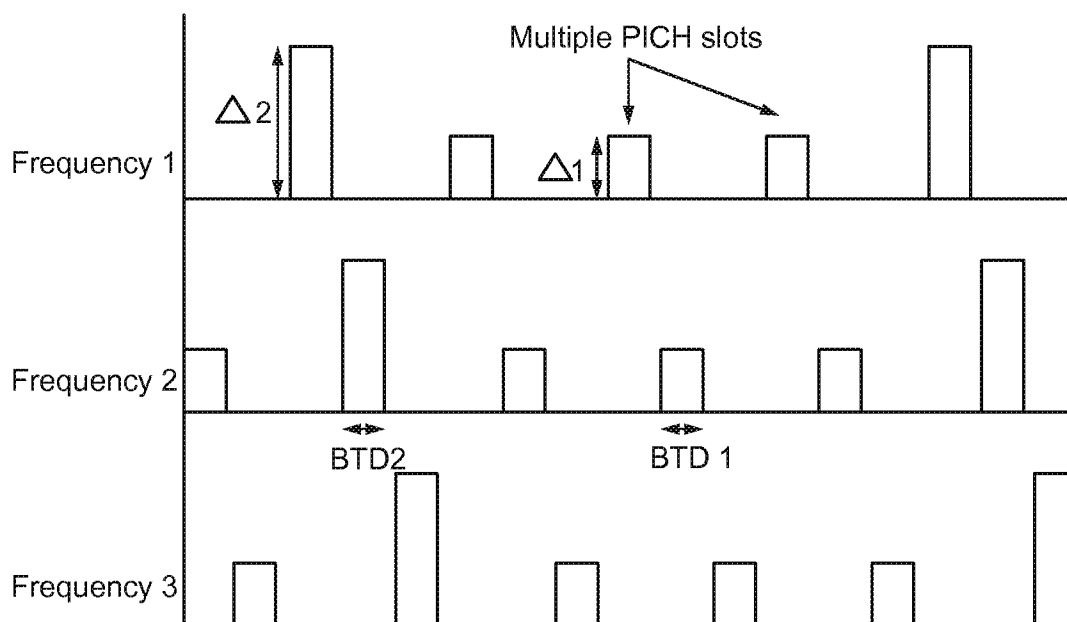 Multiple PICH slots
△2
Frequency 1
△1
Frequency 2
BTD2
BTD 1
Frequency 3